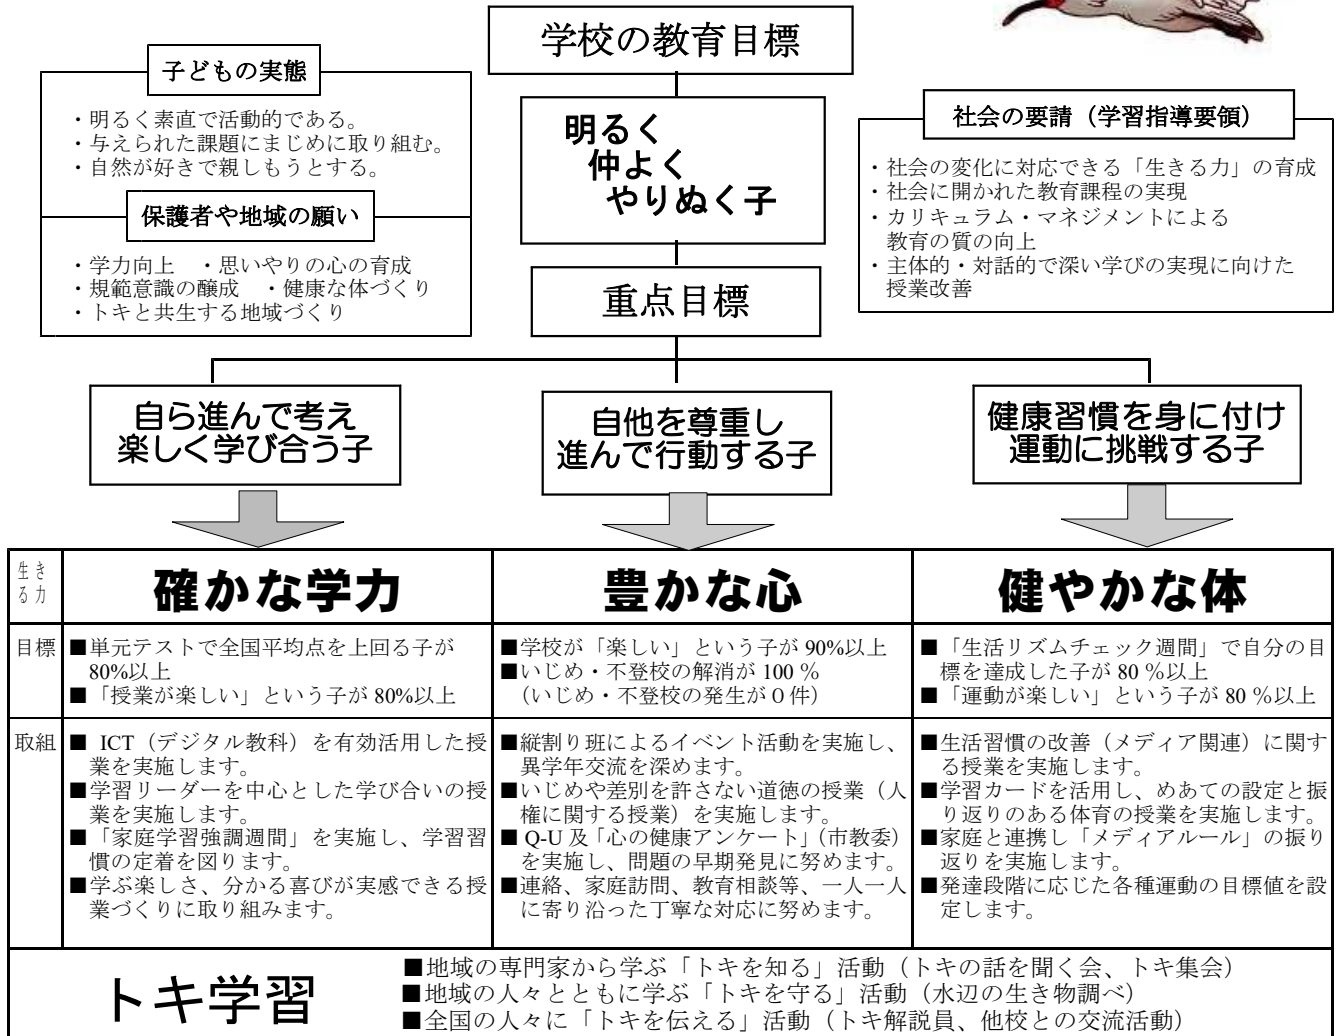 学校の教育目標
子どもの実態
・明るく素直で活動的である。
・与えられた課題にまじめに取り組む。
・自然が好きで親しもうとする。
保護者や地域の願い
・学力向上　・思いやりの心の育成
・規範意識の醸成　・健康な体づくり
・トキと共生する地域づくり
明るく
仲よく
やりぬく子
社会の要請（学習指導要領）
・社会の変化に対応できる「生きる力」の育成
・社会に開かれた教育課程の実現
・カリキュラム・マネジメントによる
教育の質の向上
・主体的・対話的で深い学びの実現に向けた
授業改善
重点目標
自ら進んで考え
楽しく学び合う子
自他を尊重し
進んで行動する子
健康習慣を身に付け
運動に挑戦する子
生き
る力
確かな学力
豊かな心
健やかな体
目標
■単元テストで全国平均点を上回る子が
80%以上
■「授業が楽しい」という子が 80%以上
■学校が「楽しい」という子が 90%以上
■いじめ・不登校の解消が 100 %
（いじめ・不登校の発生が０件）
■「生活リズムチェック週間」で自分の目
標を達成した子が 80 %以上
■「運動が楽しい」という子が 80 %以上
取組
■ ICT（デジタル教科）を有効活用した授
業を実施します。
■学習リーダーを中心とした学び合いの授
業を実施します。
■「家庭学習強調週間」を実施し、学習習
慣の定着を図ります。
■学ぶ楽しさ、分かる喜びが実感できる授
業づくりに取り組みます。
■縦割り班によるイベント活動を実施し、
異学年交流を深めます。
■いじめや差別を許さない道徳の授業（人
権に関する授業）を実施します。
■ Q-U 及「心の健康アンケート」（市教委）
を実施し、問題の早期発見に努めます。
■連絡、家庭訪問、教育相談等、一人一人
に寄り沿った丁寧な対応に努めます。
■生活習慣の改善（メディア関連）に関す
る授業を実施します。
■学習カードを活用し、めあての設定と振
り返りのある体育の授業を実施します。
■家庭と連携し「メディアルール」の振り
返りを実施します。
■発達段階に応じた各種運動の目標値を設
定します。
トキ学習
■地域の専門家から学ぶ「トキを知る」活動（トキの話を聞く会、トキ集会）
■地域の人々とともに学ぶ「トキを守る」活動（水辺の生き物調べ）
■全国の人々に「トキを伝える」活動（トキ解説員、他校との交流活動）